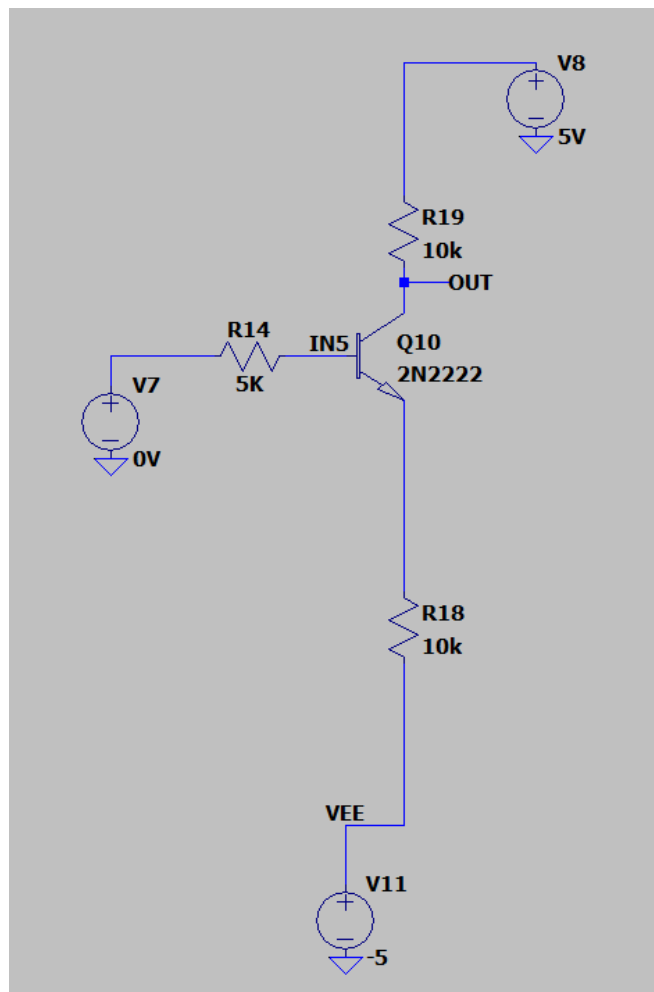 V8
5V
R19
10k
OUT
R14
IN5
Q10
5K
2N2222
V7
0V
R18
10k
VEE
V11
-5